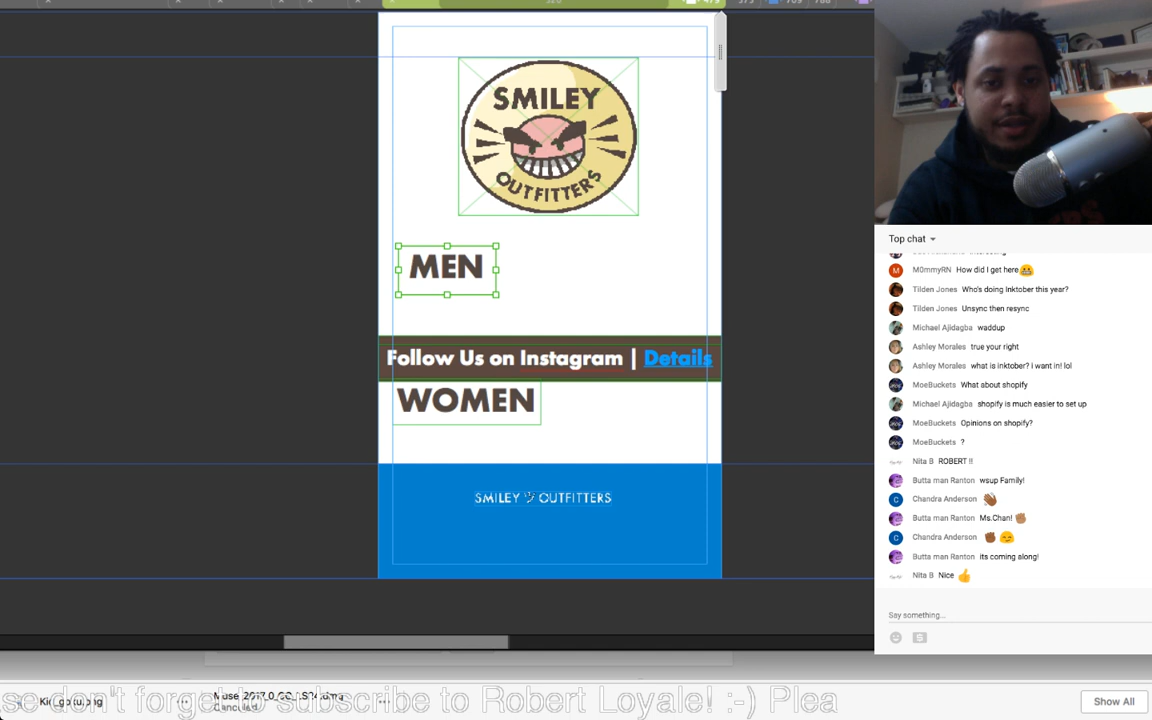 SMILEY
OUTFITTERS
MEN
Follow Us on Instagram | Details
WOMEN
SMILEY ツ OUTFITTERS
Top chat
M0mmyRN How did I get here😬
Tilden Jones Who's doing Inktober this year?
Tilden Jones Unsync then resync
Michael Ajidagba waddup
Ashley Morales true your right
Ashley Morales what is Inktober? I want in! lol
MoeBuckets What about shopify
Michael Ajidagba shopify is much easier to set up
MoeBuckets Opinions on shopify?
MoeBuckets ?
Nita B ROBERT !!
Butta man Ranton wsup Family!
Chandra Anderson 👋🏾
Butta man Ranton Ms.Chan! ✊🏽
Chandra Anderson ✊🏾 😊
Butta man Ranton its coming along!
Nita B Nice 👍
Say something...
se don't forget to subscribe to Robert Loyale! :-) Plea
Canceled
Show All